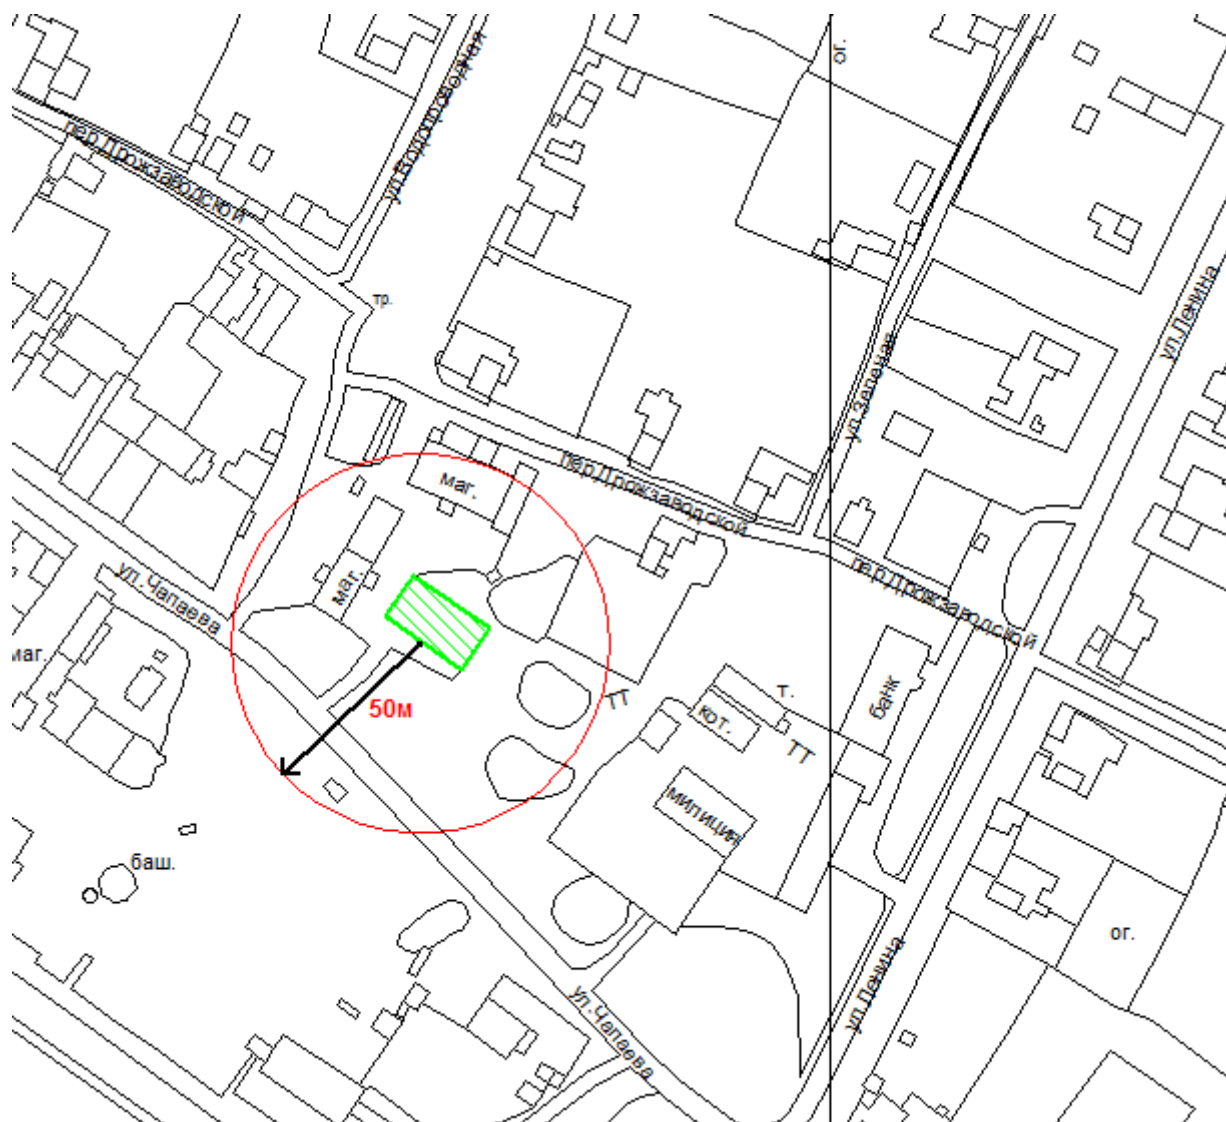 ог.
ул.Водопроводная
пер.Дрожзаводской
ул.Ленина
тр.
ул.Зеленая
пер.Дрожзаводской
маг.
маг.
ул.Чапаева
пер.Дрожзаводской
маг.
50м
ТТ
т.
кот.
банк
ТТ
милиция
баш.
ог.
ул.Ленина
ул.Чапаева